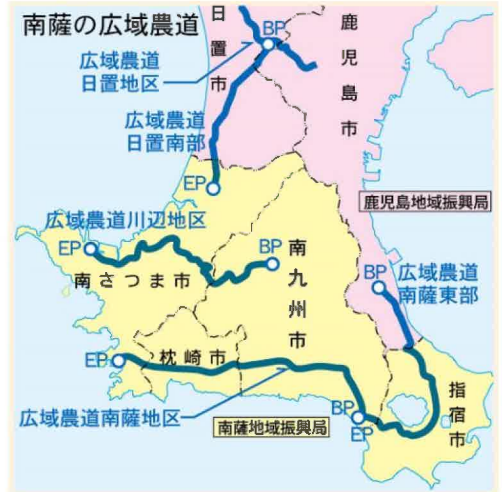 南薩の広域農道
日置市
BP
鹿児島市
広域農道
日置地区
広域農道
日置南部
EP
鹿児島地域振興局
広域農道川辺地区
EP
BP
南九州市
BP
広域農道
南薩東部
南さつま市
EP
枕崎市
指宿市
広域農道南薩地区
南薩地域振興局
BP
EP